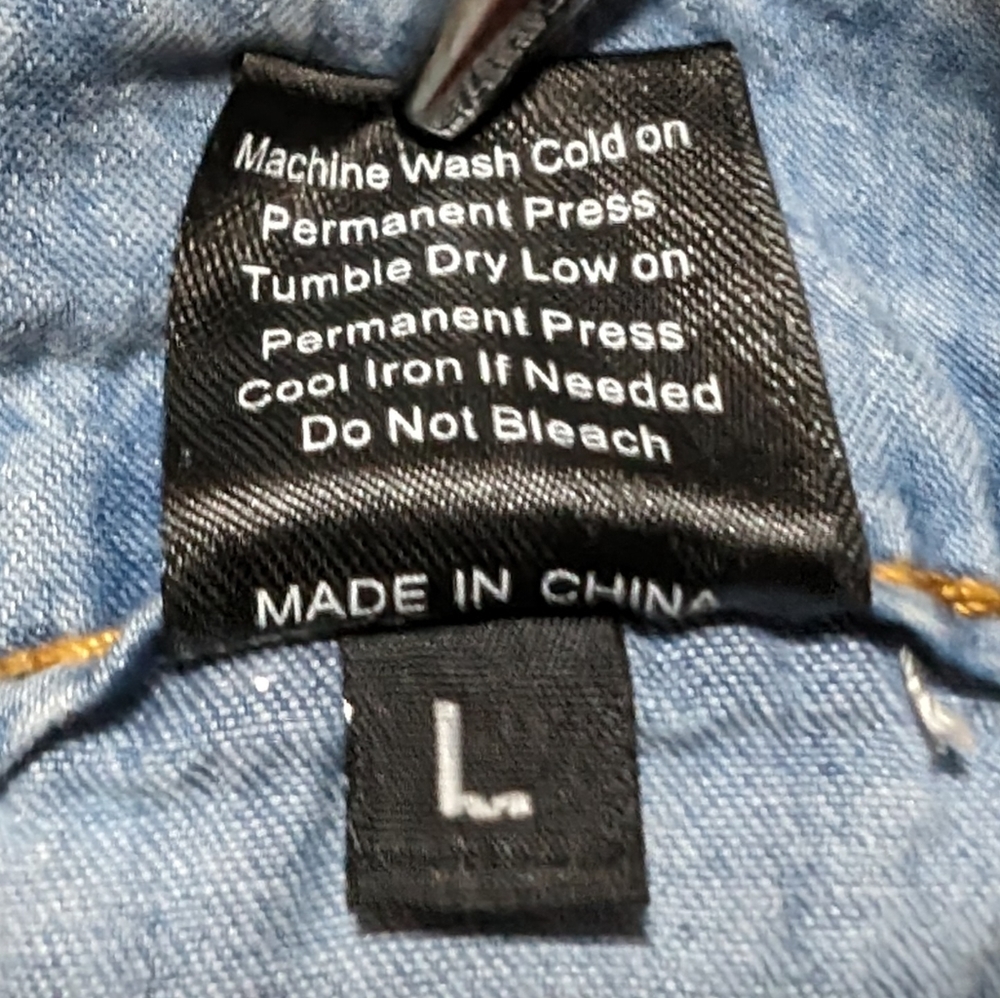 Machine Wash Cold on
Permanent Press
Tumble Dry Low on
Permanent Press
Cool Iron If Needed
Do Not Bleach
MADE IN CHINA
L